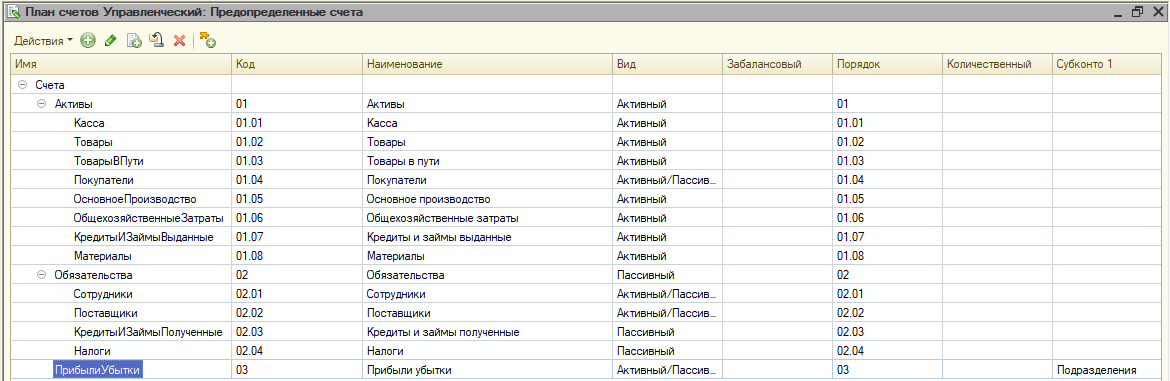 План счетов Управленческий: Предопределенные счета
Действия
Имя Код Наименование Вид Забалансовый Порядок Количественный Субконто 1
Счета
Активы 01 Активы Активный 01
Касса 01.01 Касса Активный 01.01
Товары 01.02 Товары Активный 01.02
ТоварыВПути 01.03 Товары в пути Активный 01.03
Покупатели 01.04 Покупатели Активный/Пассив... 01.04
ОсновноеПроизводство 01.05 Основное производство Активный 01.05
ОбщехозяйственныеЗатраты 01.06 Общехозяйственные затраты Активный 01.06
КредитыИЗаймыВыданные 01.07 Кредиты и займы выданные Активный 01.07
Материалы 01.08 Материалы Активный 01.08
Обязательства 02 Обязательства Пассивный 02
Сотрудники 02.01 Сотрудники Активный/Пассив... 02.01
Поставщики 02.02 Поставщики Активный/Пассив... 02.02
КредитыИЗаймыПолученные 02.03 Кредиты и займы полученные Пассивный 02.03
Налоги 02.04 Налоги Пассивный 02.04
ПрибылиУбытки 03 Прибыли убытки Активный/Пассив... 03 Подразделения